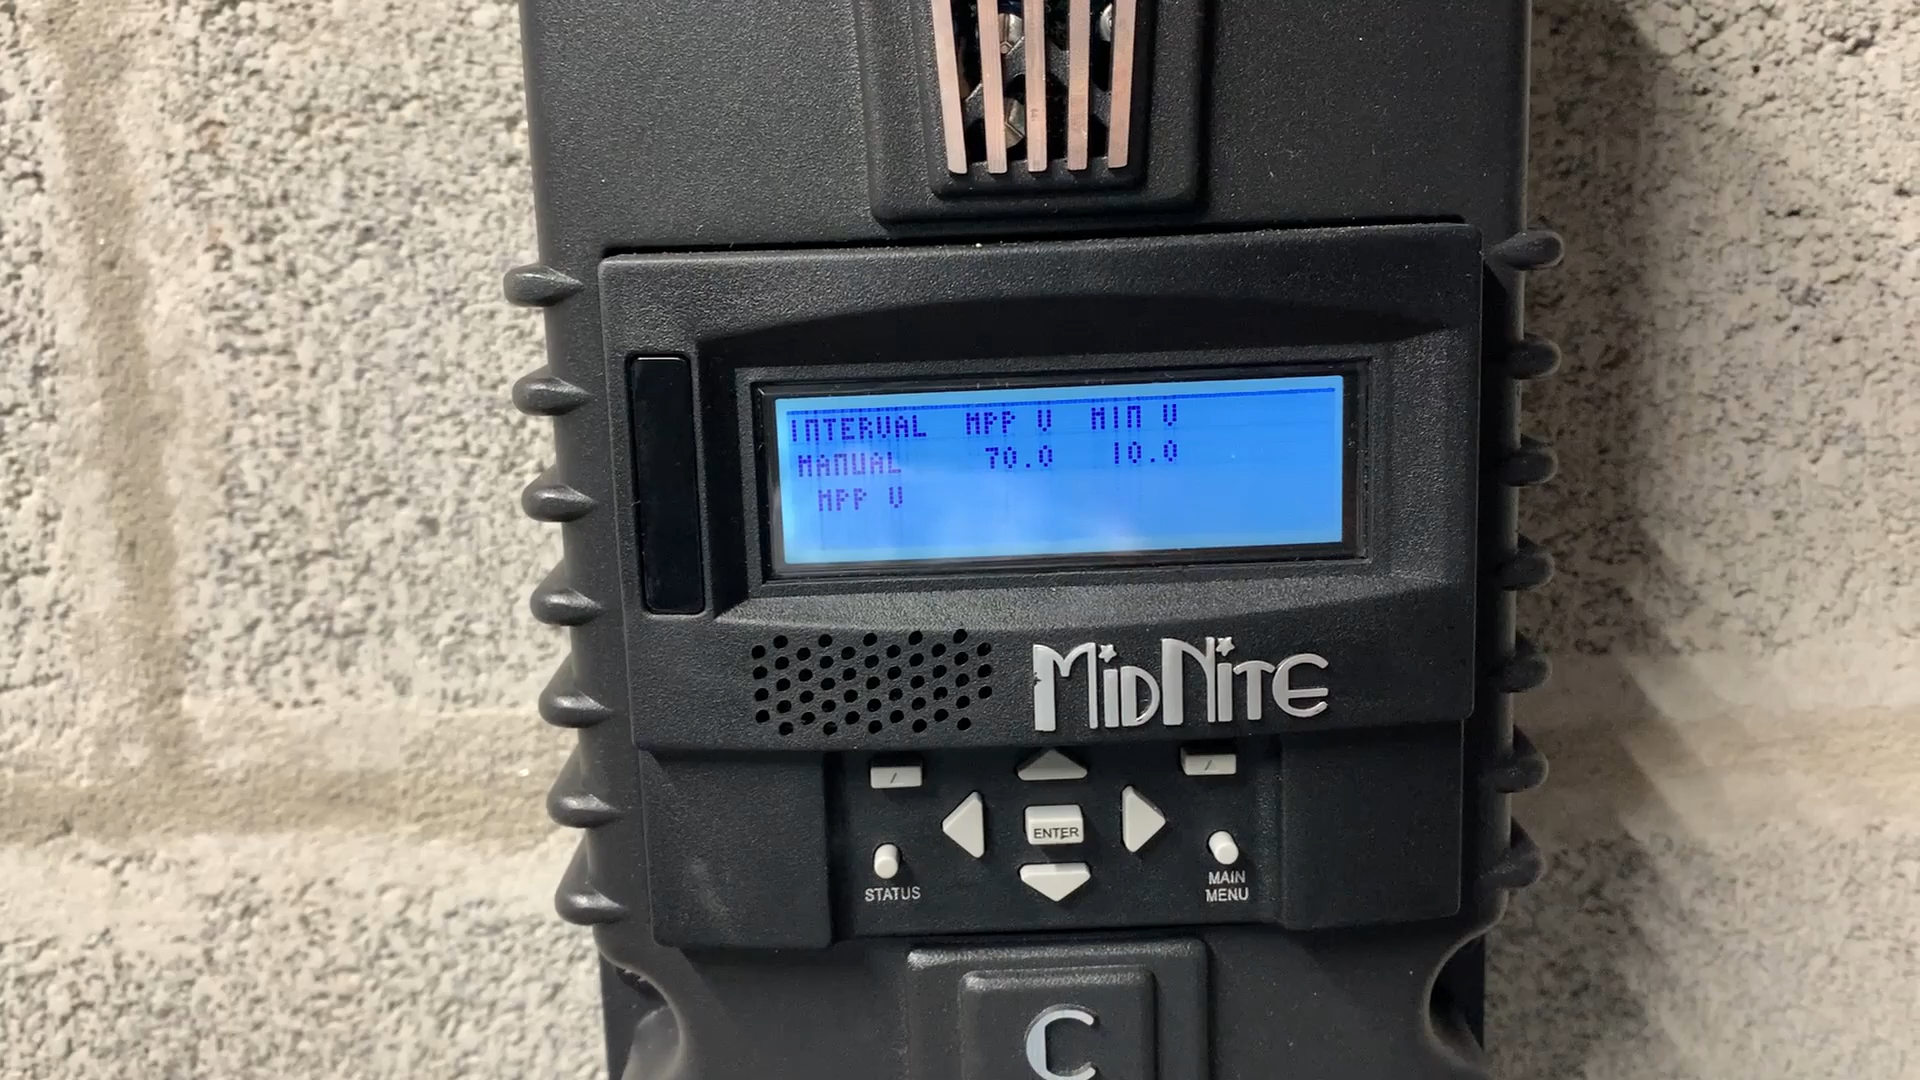 INTERVAL MPP V MIN V
MANUAL 70.0 10.0
MPP V
MIDNITE
ENTER
STATUS
MAIN
MENU
C